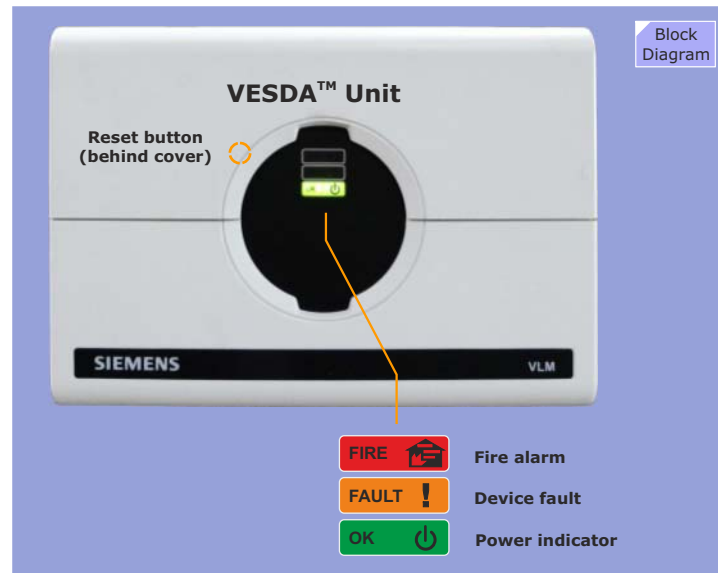 Block
Diagram
VESDA™ Unit
Reset button
(behind cover)
OK
SIEMENS
VLM
FIRE
Fire alarm
FAULT !
Device fault
OK
Power indicator